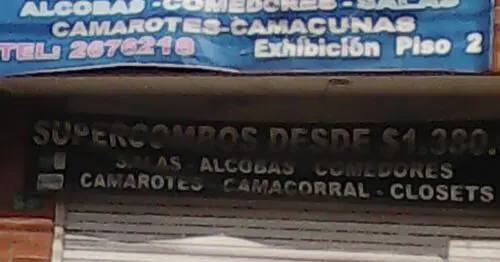 ALCOBAS - COMEDORES - SALAS
CAMAROTES-CAMACUNAS
TEL: 2676218 Exhibición Piso 2
SUPERCOMBOS DESDE $1.380.
SALAS - ALCOBAS - COMEDORES
CAMAROTES - CAMACORRAL - CLOSETS